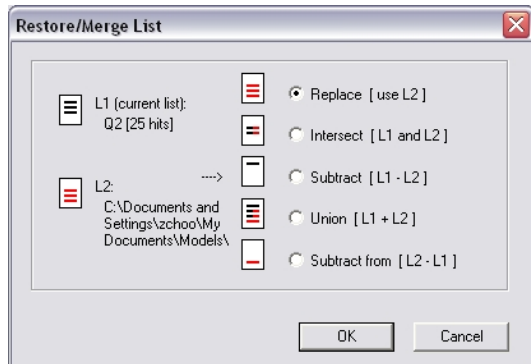 Restore/Merge List
L1 (current list):
Q2 [25 hits]
---->
L2:
C:\Documents and
Settings\zchoo\My
Documents\Models\
Replace [ use L2 ]
Intersect [ L1 and L2 ]
Subtract [ L1 - L2 ]
Union [ L1 + L2 ]
Subtract from [ L2 - L1 ]
OK
Cancel